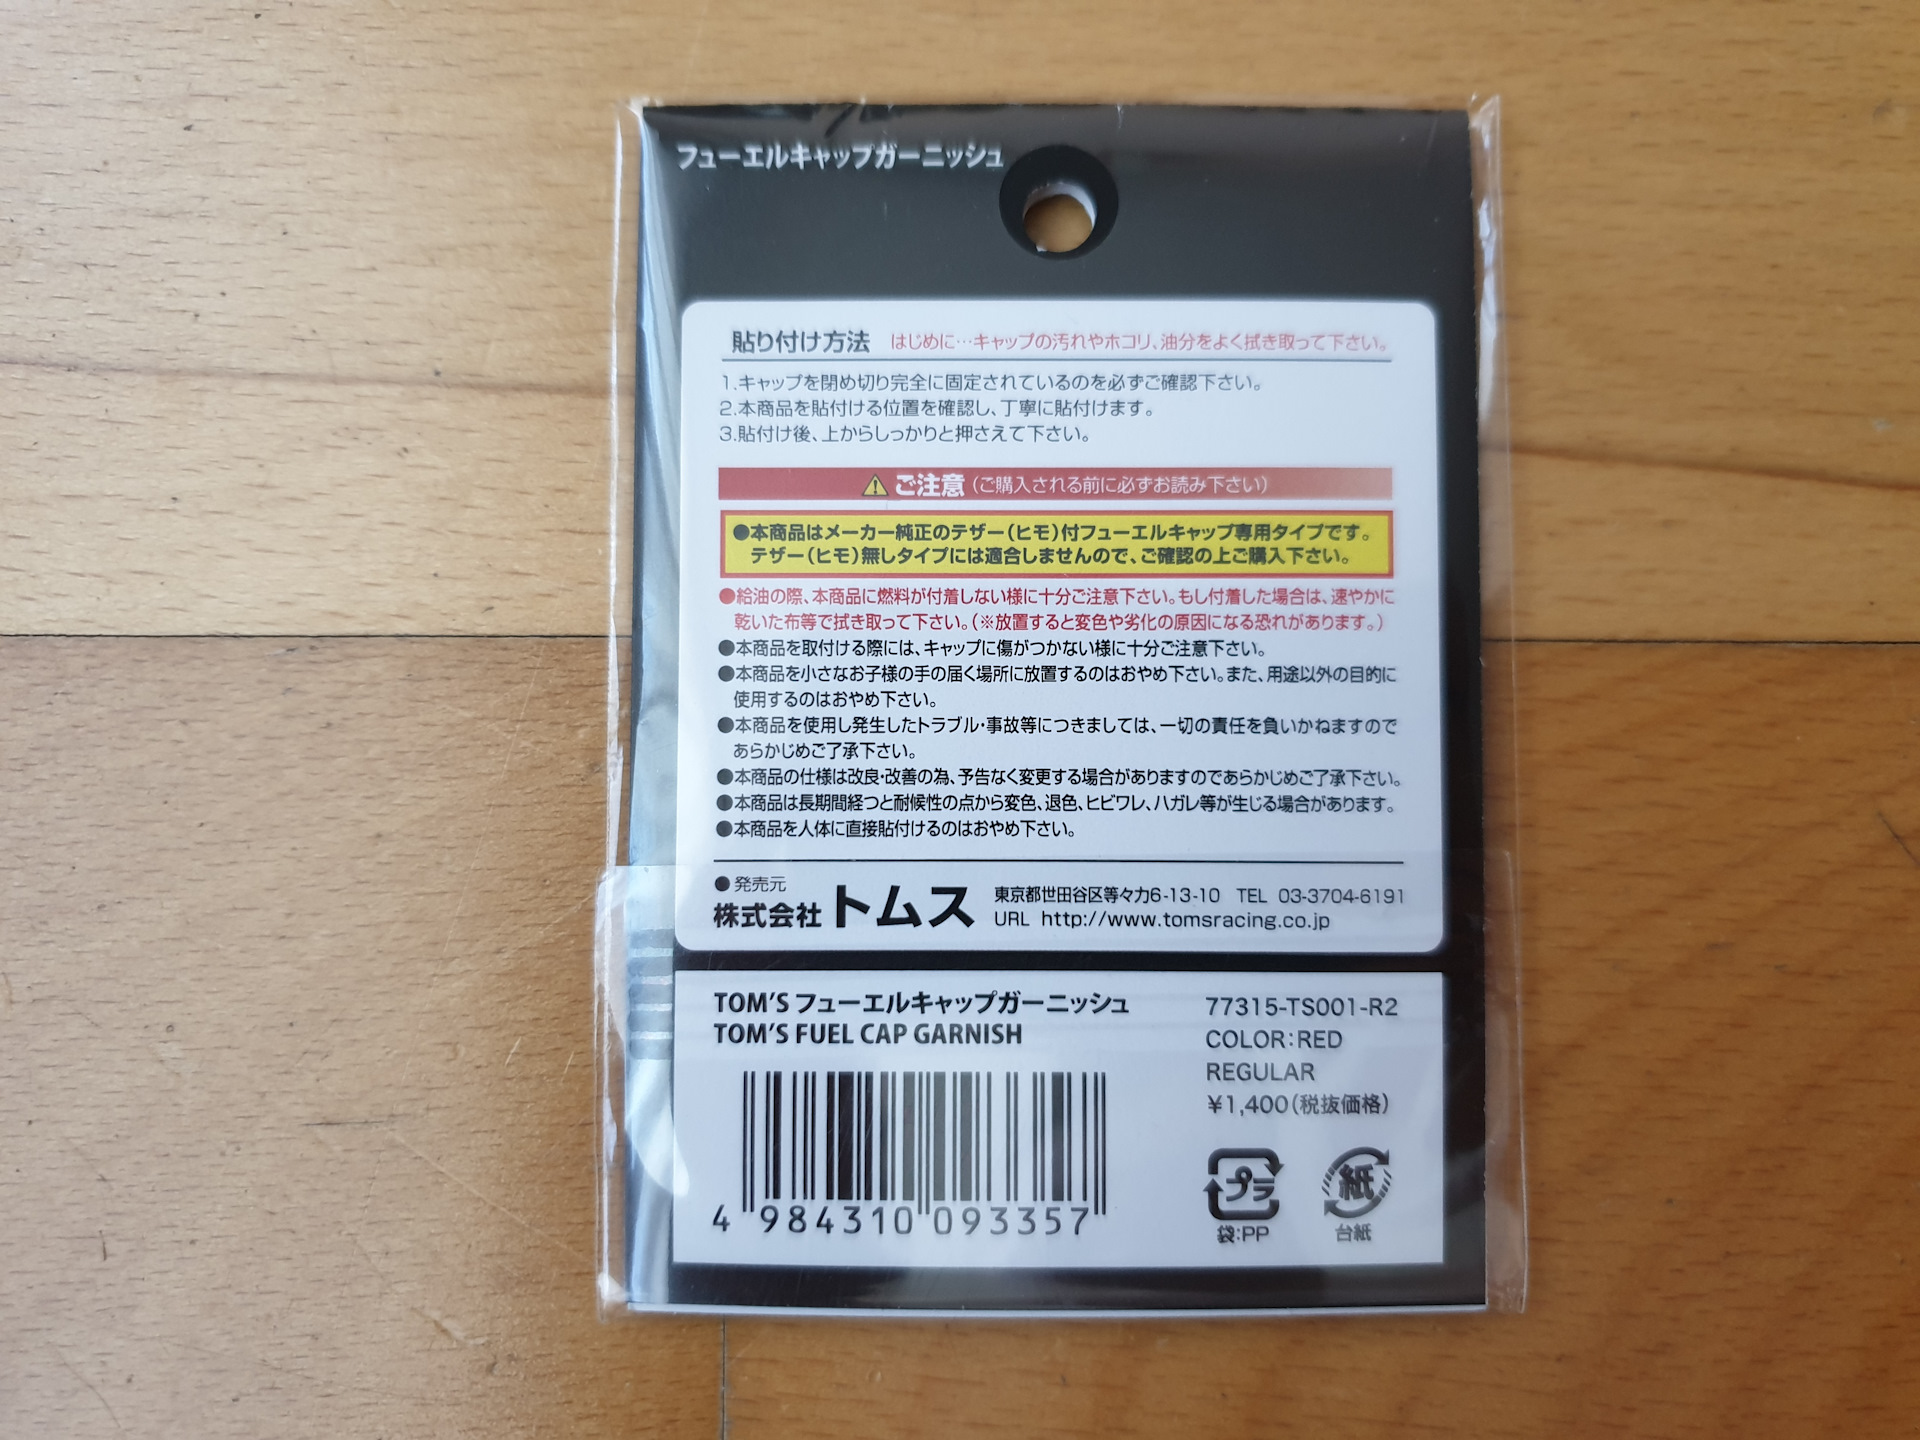 フューエルキャップガーニッシュ
貼り付け方法 はじめに…キャップの汚れやホコリ、油分をよく拭き取って下さい。
1.キャップを閉め切り完全に固定されているのを必ずご確認下さい。
2.本商品を貼付ける位置を確認し、丁寧に貼付けます。
3.貼付け後、上からしっかりと押さえて下さい。
ご注意（ご購入される前に必ずお読み下さい）
●本商品はメーカー純正のテザー（ヒモ）付フューエルキャップ専用タイプです。
テザー（ヒモ）無しタイプには適合しませんので、ご確認の上ご購入下さい。
●給油の際、本商品に燃料が付着しない様に十分ご注意下さい。もし付着した場合は、速やかに
乾いた布等で拭き取って下さい。（※放置すると変色や劣化の原因になる恐れがあります。）
●本商品を取付ける際には、キャップに傷がつかない様に十分ご注意下さい。
●本商品を小さなお子様の手の届く場所に放置するのはおやめ下さい。また、用途以外の目的に
使用するのはおやめ下さい。
●本商品を使用し発生したトラブル・事故等につきましては、一切の責任を負いかねますので
あらかじめご了承下さい。
●本商品の仕様は改良・改善の為、予告なく変更する場合がありますのであらかじめご了承下さい。
●本商品は長期間経つと耐候性の点から変色、退色、ヒビワレ、ハガレ等が生じる場合があります。
●本商品を人体に直接貼付けるのはおやめ下さい。
●発売元
株式会社トムス 東京都世田谷区等々力6-13-10 TEL 03-3704-6191
URL http://www.tomsracing.co.jp
TOM'S フューエルキャップガーニッシュ
TOM'S FUEL CAP GARNISH
77315-TS001-R2
COLOR:RED
REGULAR
¥1,400（税抜価格）
4 984310 093357
プラ
袋:PP
紙
台紙